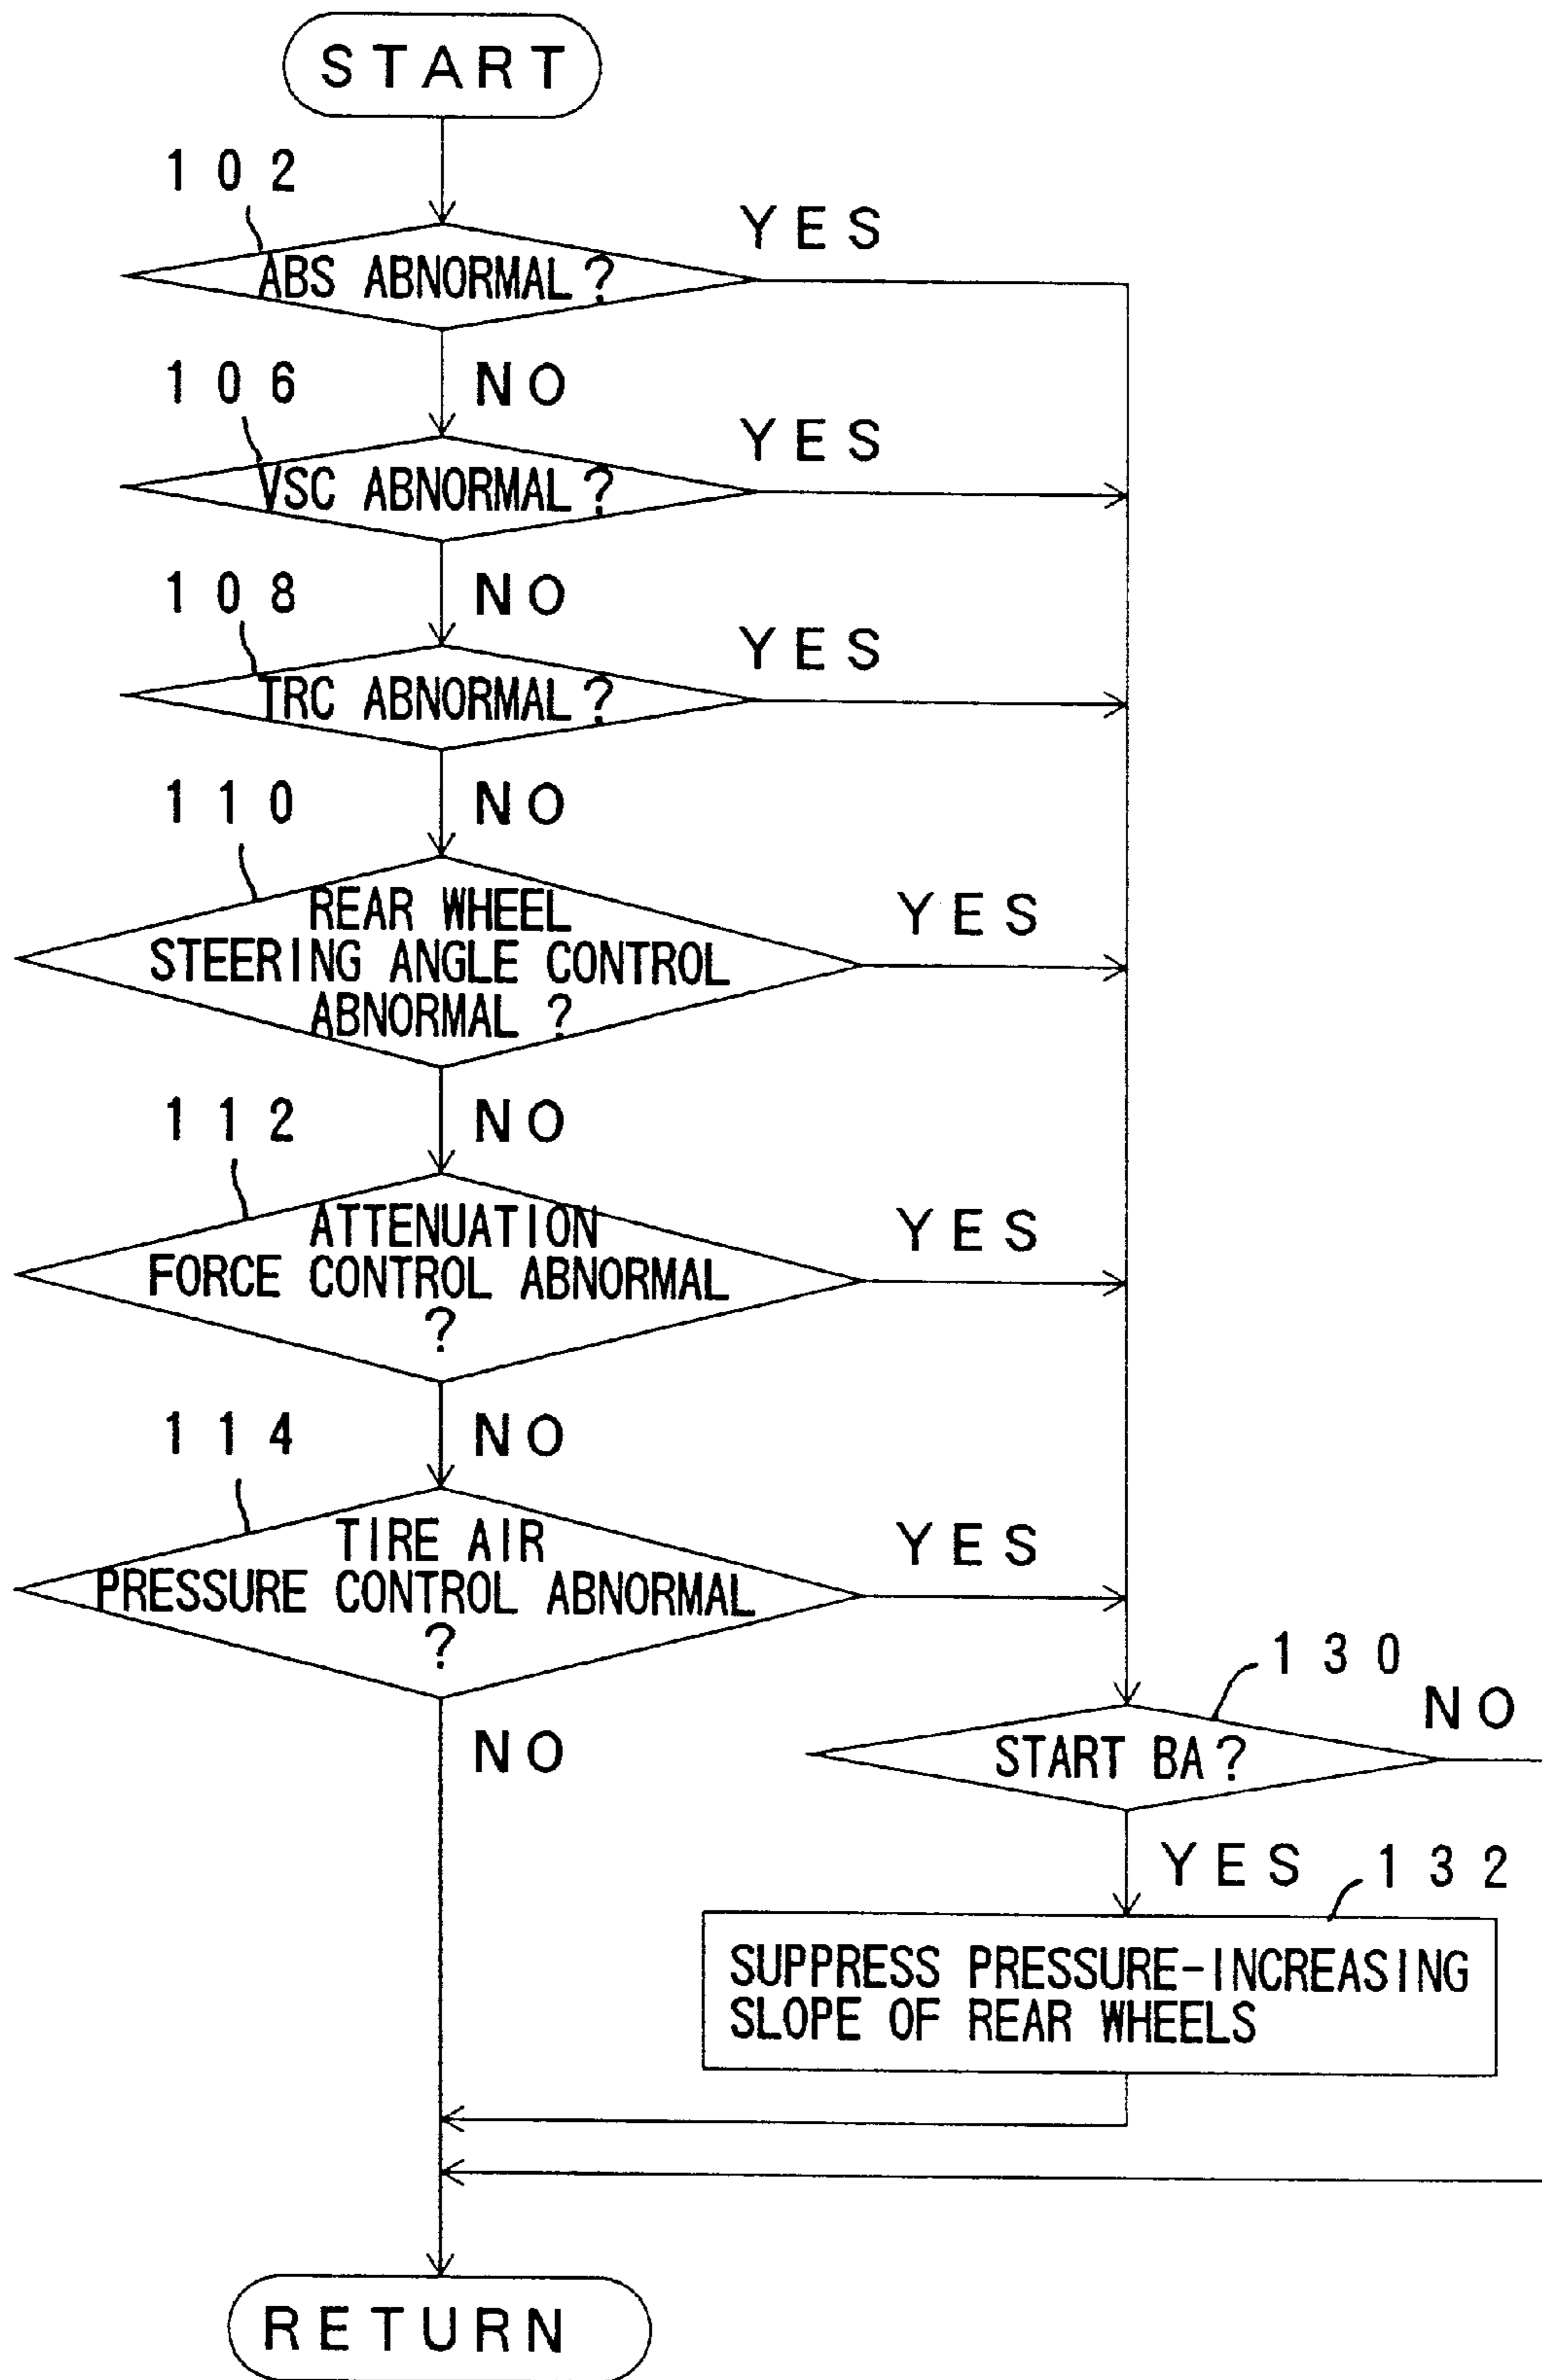 START
102
YES
ABS ABNORMAL?
106
NO
YES
VSC ABNORMAL?
108
NO
YES
TRC ABNORMAL?
110
NO
REAR WHEEL
STEERING ANGLE CONTROL
ABNORMAL ?
YES
112
NO
ATTENUATION
FORCE CONTROL ABNORMAL
?
YES
114
NO
TIRE AIR
PRESSURE CONTROL ABNORMAL
?
YES
130
NO
NO
START BA?
YES
132
SUPPRESS PRESSURE-INCREASING
SLOPE OF REAR WHEELS
RETURN